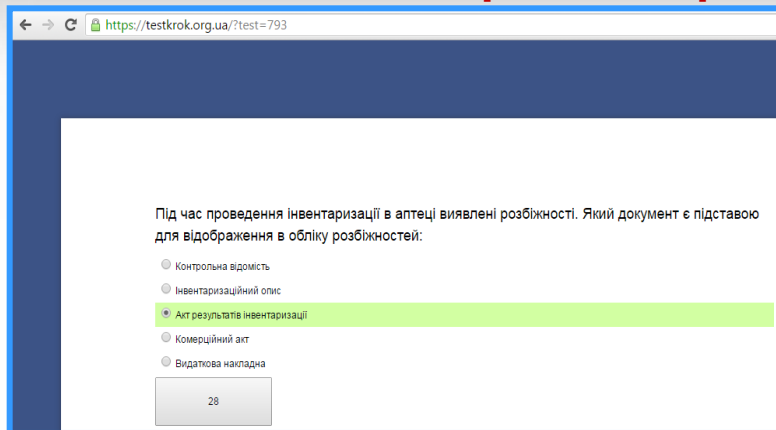 https://testkrok.org.ua/?test=793
Під час проведення інвентаризації в аптеці виявлені розбіжності. Який документ є підставою
для відображення в обліку розбіжностей:
Контрольна відомість
Інвентаризаційний опис
Акт результатів інвентаризації
Комерційний акт
Видаткова накладна
28